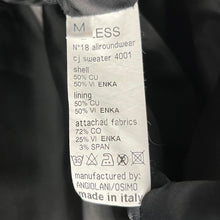 M
LESS
N°18 allroundwear
cj sweater 4001
shell
50% CU
50% VI ENKA
lining
50% CU
50% VI ENKA
attached fabrics
72% CO
25% VI ENKA
3% SPAN
manufactured by:
ANGIOLANI/OSIMO
made in italy